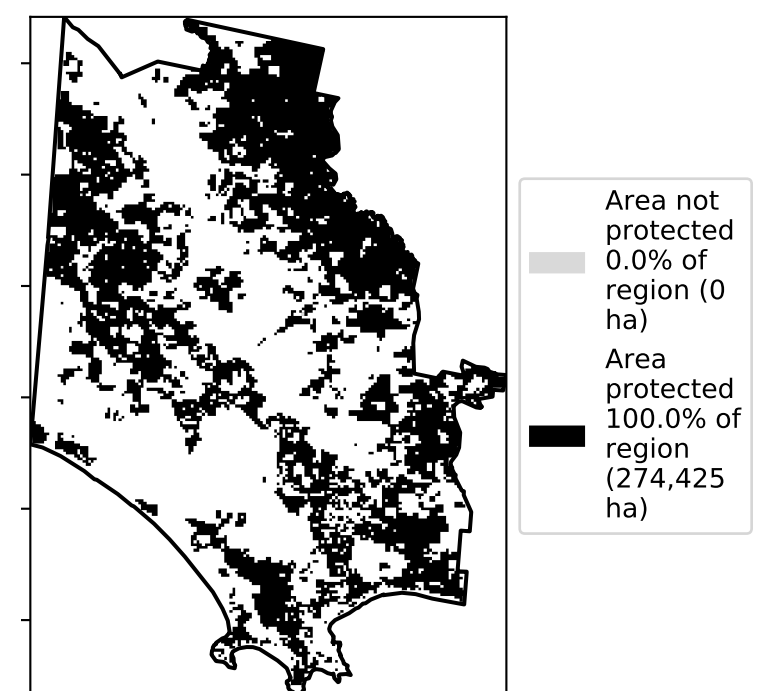 Area not
protected
0.0% of
region (0
ha)
Area
protected
100.0% of
region
(274,425
ha)